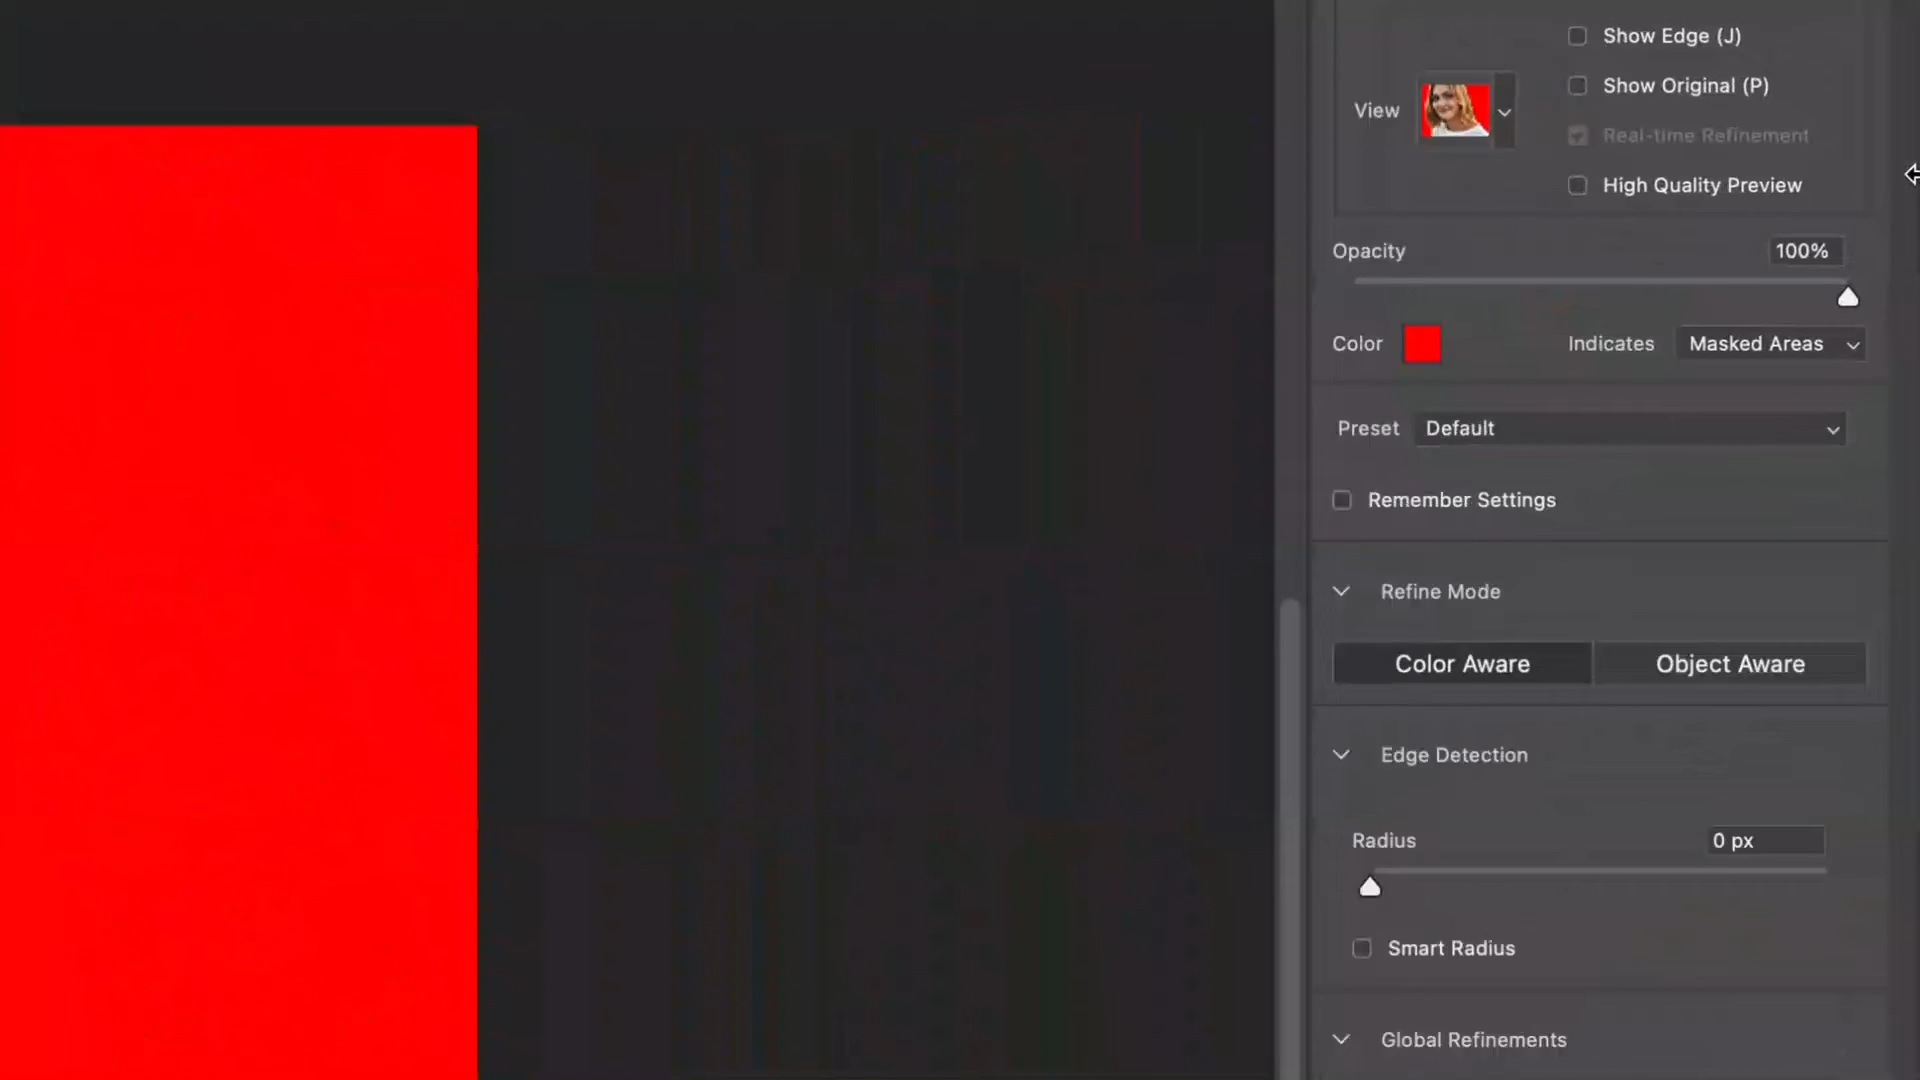 Show Edge (J)
Show Original (P)
View
Real-time Refinement
High Quality Preview
Opacity 100%
Color Indicates Masked Areas
Preset Default
Remember Settings
Refine Mode
Color Aware Object Aware
Edge Detection
Radius 0 px
Smart Radius
Global Refinements